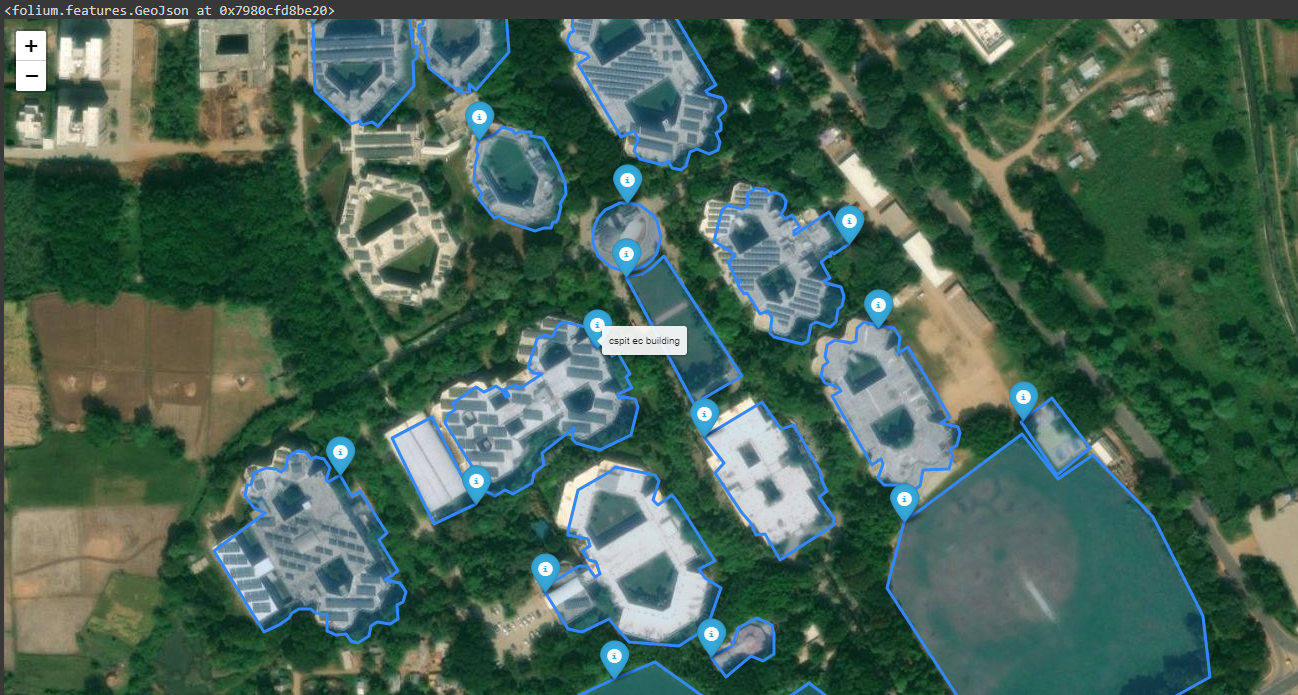 <folium.features.GeoJson at 0x7980cfd8be20>
+
−
i
i
i
i
i
i
cspit ec building
i
i
i
i
i
i
i
i
i